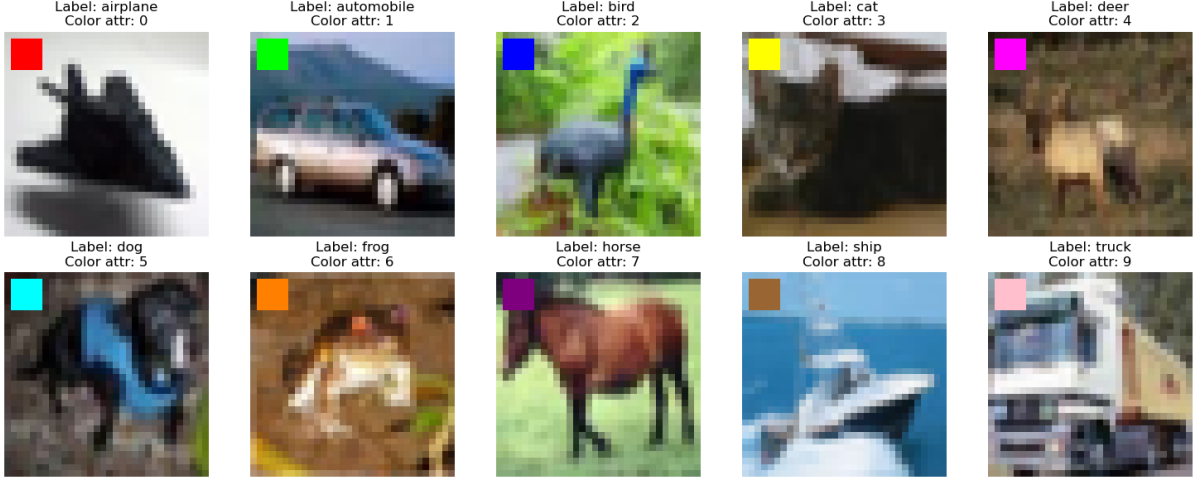 Label: airplane
Color attr: 0
Label: automobile
Color attr: 1
Label: bird
Color attr: 2
Label: cat
Color attr: 3
Label: deer
Color attr: 4
Label: dog
Color attr: 5
Label: frog
Color attr: 6
Label: horse
Color attr: 7
Label: ship
Color attr: 8
Label: truck
Color attr: 9